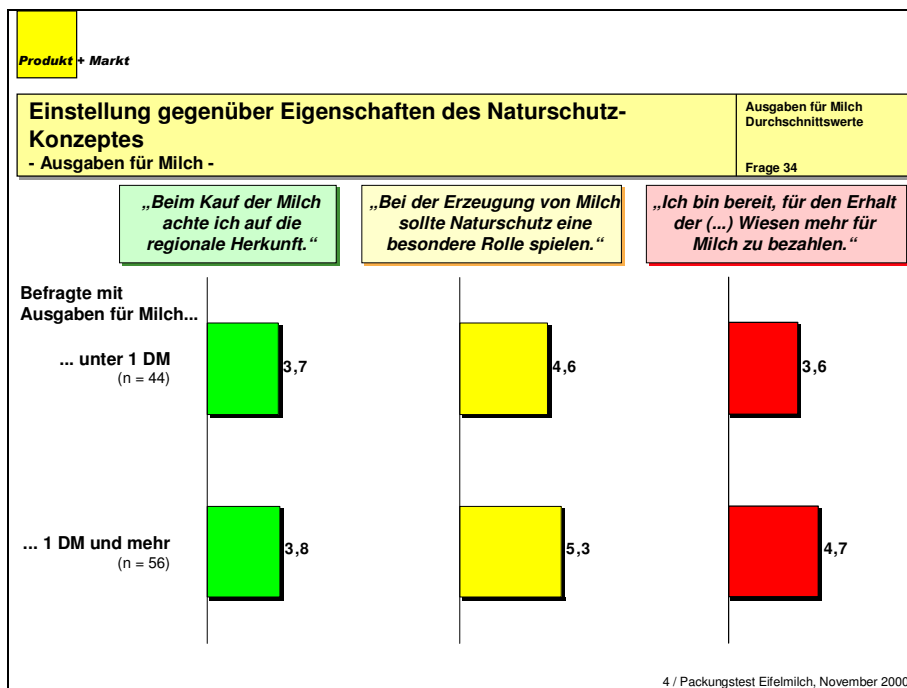 Produkt + Markt
Einstellung gegenüber Eigenschaften des Naturschutz-
Konzeptes
- Ausgaben für Milch -
Ausgaben für Milch
Durchschnittswerte
Frage 34
„Beim Kauf der Milch
achte ich auf die
regionale Herkunft.“
„Bei der Erzeugung von Milch
sollte Naturschutz eine
besondere Rolle spielen.“
„Ich bin bereit, für den Erhalt
der (...) Wiesen mehr für
Milch zu bezahlen.“
Befragte mit
Ausgaben für Milch...
... unter 1 DM
(n = 44)
3,7
4,6
3,6
... 1 DM und mehr
(n = 56)
3,8
5,3
4,7
4 / Packungstest Eifelmilch, November 2000